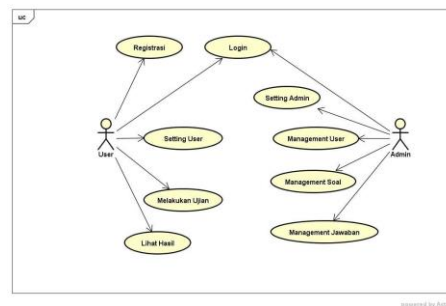 uc
Registrasi
Login
Setting Admin
User
Setting User
Management User
Admin
Management Soal
Melakukan Ujian
Management Jawaban
Lihat Hasil